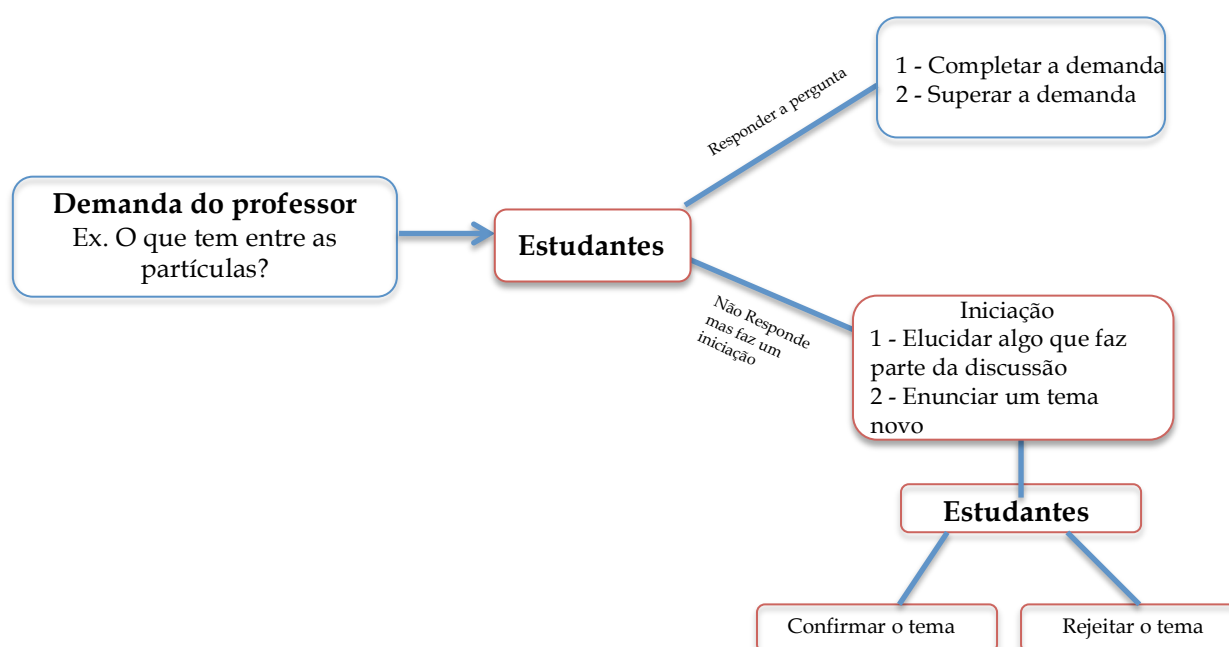 1 - Completar a demanda
2 - Superar a demanda
Responder a pergunta
Demanda do professor
Ex. O que tem entre as
partículas?
Estudantes
Não Responde
mas faz um
iniciação
Iniciação
1 - Elucidar algo que faz
parte da discussão
2 - Enunciar um tema
novo
Estudantes
Confirmar o tema
Rejeitar o tema